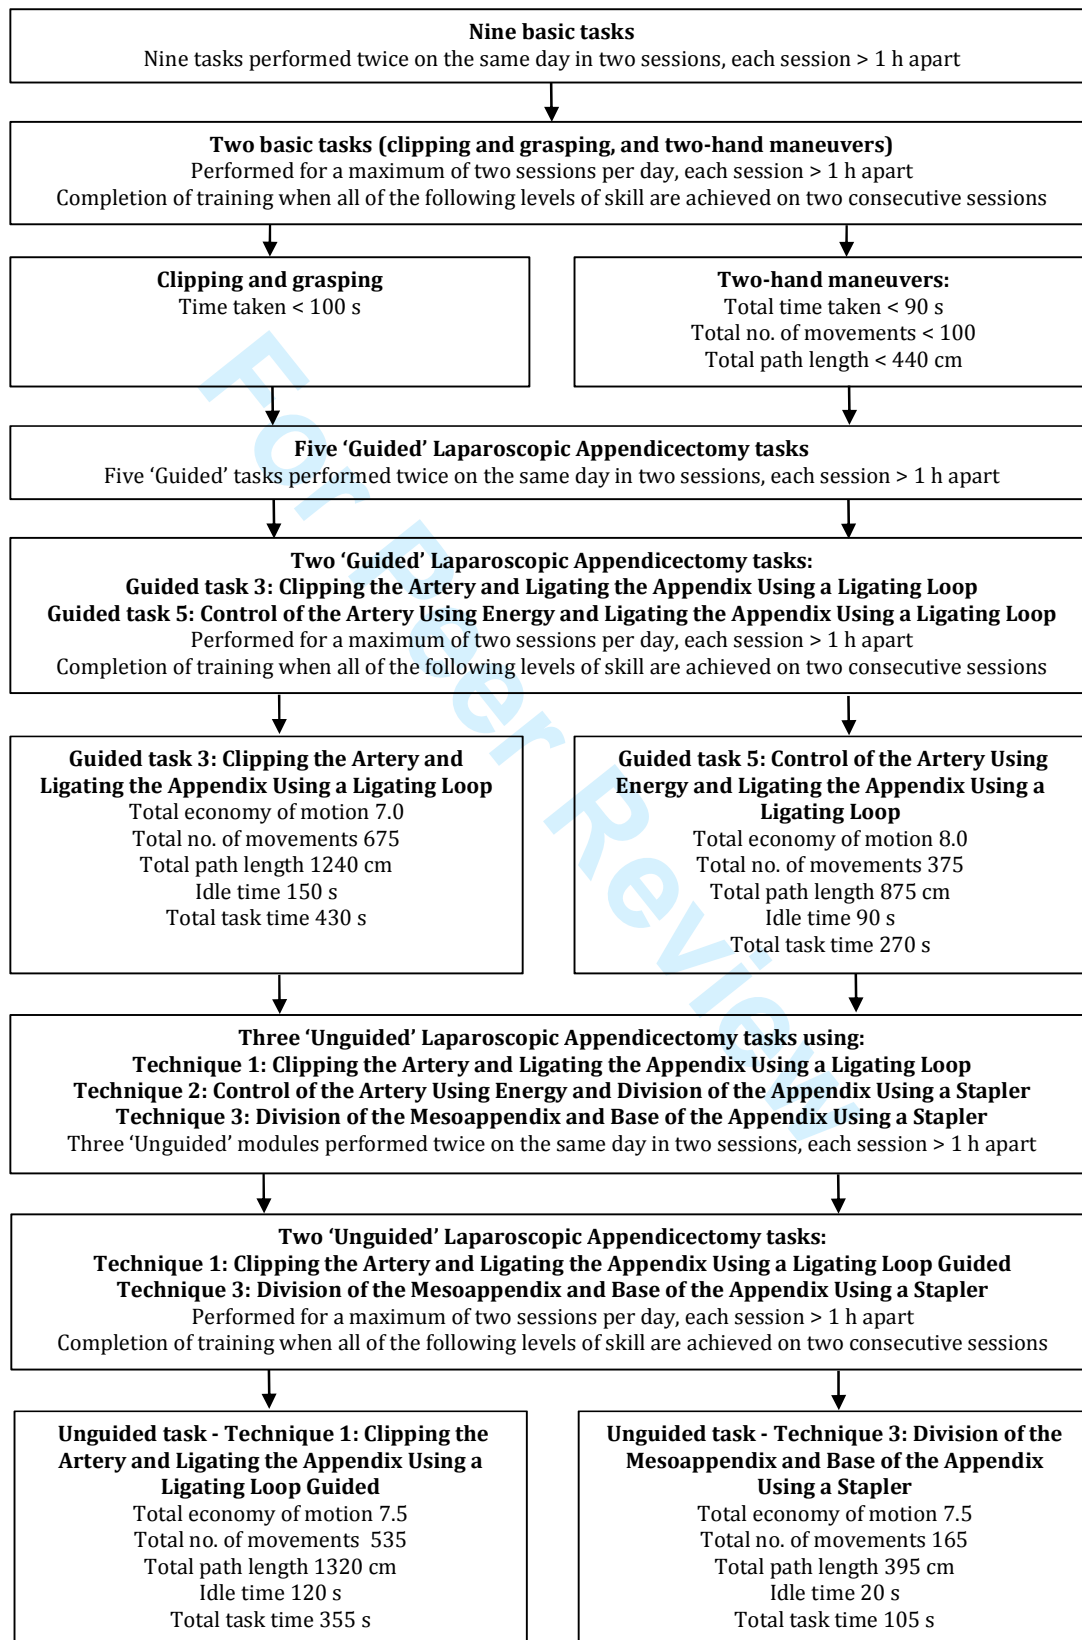 Nine basic tasks
Nine tasks performed twice on the same day in two sessions, each session > 1 h apart
Two basic tasks (clipping and grasping, and two-hand maneuvers)
Performed for a maximum of two sessions per day, each session > 1 h apart
Completion of training when all of the following levels of skill are achieved on two consecutive sessions
Clipping and grasping
Time taken < 100 s
Two-hand maneuvers:
Total time taken < 90 s
Total no. of movements < 100
Total path length < 440 cm
Five ‘Guided’ Laparoscopic Appendicectomy tasks
Five ‘Guided’ tasks performed twice on the same day in two sessions, each session > 1 h apart
Two ‘Guided’ Laparoscopic Appendicectomy tasks:
Guided task 3: Clipping the Artery and Ligating the Appendix Using a Ligating Loop
Guided task 5: Control of the Artery Using Energy and Ligating the Appendix Using a Ligating Loop
Performed for a maximum of two sessions per day, each session > 1 h apart
Completion of training when all of the following levels of skill are achieved on two consecutive sessions
Guided task 3: Clipping the Artery and
Ligating the Appendix Using a Ligating Loop
Total economy of motion 7.0
Total no. of movements 675
Total path length 1240 cm
Idle time 150 s
Total task time 430 s
Guided task 5: Control of the Artery Using
Energy and Ligating the Appendix Using a
Ligating Loop
Total economy of motion 8.0
Total no. of movements 375
Total path length 875 cm
Idle time 90 s
Total task time 270 s
Three ‘Unguided’ Laparoscopic Appendicectomy tasks using:
Technique 1: Clipping the Artery and Ligating the Appendix Using a Ligating Loop
Technique 2: Control of the Artery Using Energy and Division of the Appendix Using a Stapler
Technique 3: Division of the Mesoappendix and Base of the Appendix Using a Stapler
Three ‘Unguided’ modules performed twice on the same day in two sessions, each session > 1 h apart
Two ‘Unguided’ Laparoscopic Appendicectomy tasks:
Technique 1: Clipping the Artery and Ligating the Appendix Using a Ligating Loop Guided
Technique 3: Division of the Mesoappendix and Base of the Appendix Using a Stapler
Performed for a maximum of two sessions per day, each session > 1 h apart
Completion of training when all of the following levels of skill are achieved on two consecutive sessions
Unguided task - Technique 1: Clipping the
Artery and Ligating the Appendix Using a
Ligating Loop Guided
Total economy of motion 7.5
Total no. of movements  535
Total path length 1320 cm
Idle time 120 s
Total task time 355 s
Unguided task - Technique 3: Division of the
Mesoappendix and Base of the Appendix
Using a Stapler
Total economy of motion 7.5
Total no. of movements 165
Total path length 395 cm
Idle time 20 s
Total task time 105 s
For Peer Review